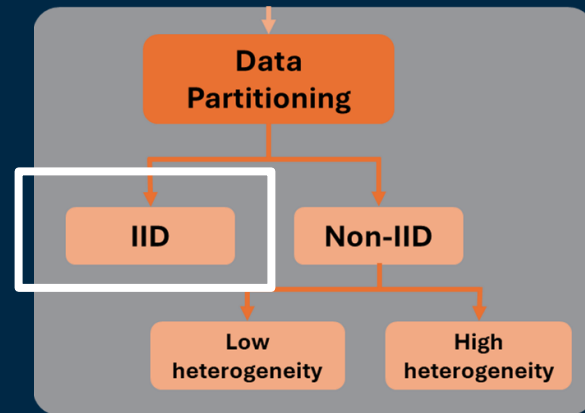 Data
Partitioning
IID
Non-IID
Low
heterogeneity
High
heterogeneity